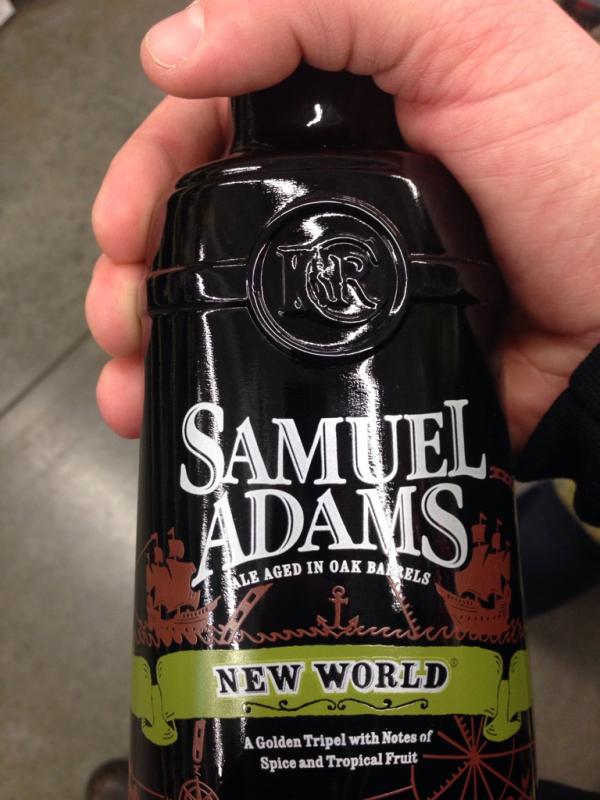 SAMUEL
ADAMS
ALE AGED IN OAK BARRELS
NEW WORLD®
A Golden Tripel with Notes of
Spice and Tropical Fruit